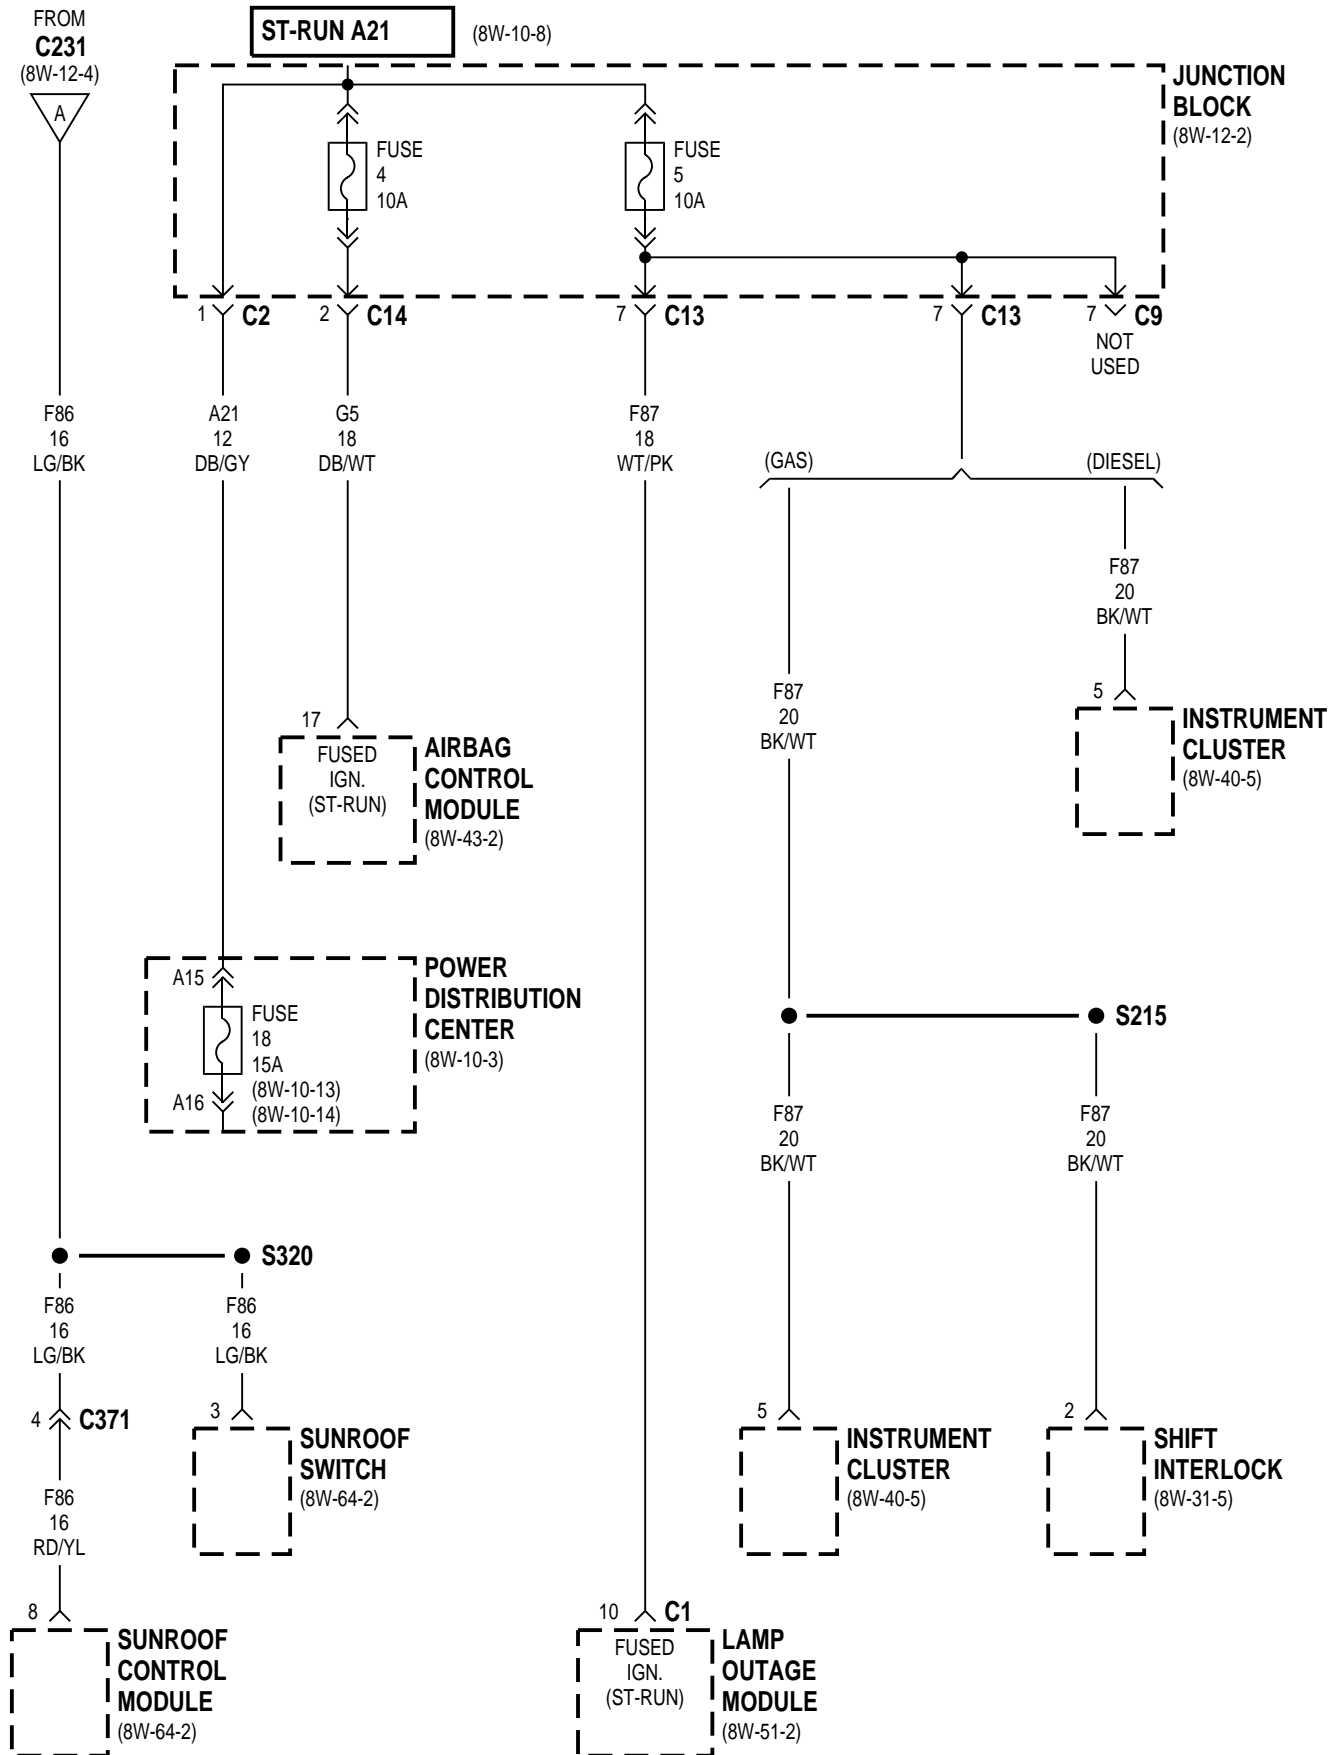 FROM
C231
(8W-12-4)
A
ST-RUN A21
(8W-10-8)
JUNCTION
BLOCK
(8W-12-2)
FUSE
4
10A
FUSE
5
10A
1 C2
2 C14
7 C13
7 C13
7 C9
NOT
USED
F86
16
LG/BK
A21
12
DB/GY
G5
18
DB/WT
F87
18
WT/PK
(GAS)
(DIESEL)
F87
20
BK/WT
F87
20
BK/WT
5
INSTRUMENT
CLUSTER
(8W-40-5)
17
FUSED
IGN.
(ST-RUN)
AIRBAG
CONTROL
MODULE
(8W-43-2)
A15
FUSE
18
15A
(8W-10-13)
(8W-10-14)
A16
POWER
DISTRIBUTION
CENTER
(8W-10-3)
S215
F87
20
BK/WT
F87
20
BK/WT
S320
F86
16
LG/BK
F86
16
LG/BK
4 C371
3
SUNROOF
SWITCH
(8W-64-2)
5
INSTRUMENT
CLUSTER
(8W-40-5)
2
SHIFT
INTERLOCK
(8W-31-5)
F86
16
RD/YL
8
SUNROOF
CONTROL
MODULE
(8W-64-2)
10 C1
FUSED
IGN.
(ST-RUN)
LAMP
OUTAGE
MODULE
(8W-51-2)